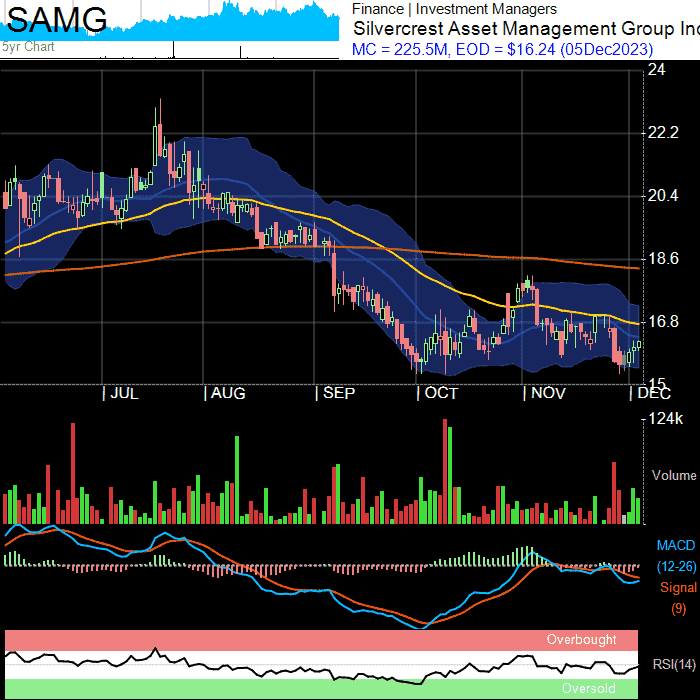 SAMG
5yr Chart
Finance | Investment Managers
Silvercrest Asset Management Group Inc
MC = 225.5M, EOD = $16.24 (05Dec2023)
24
22.2
20.4
18.6
16.8
15
JUL
AUG
SEP
OCT
NOV
DEC
124k
Volume
MACD
(12-26)
Signal
(9)
Overbought
RSI(14)
Oversold